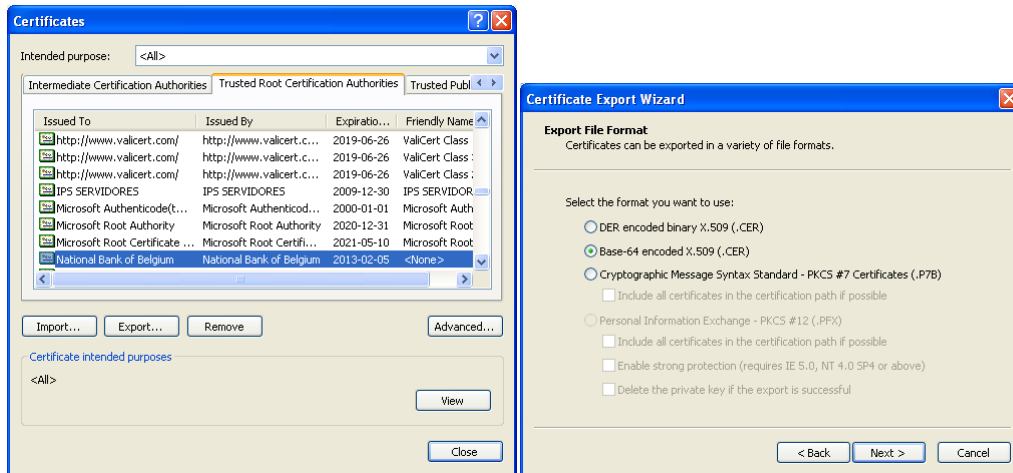 Certificates
Intended purpose: <All>
Intermediate Certification Authorities Trusted Root Certification Authorities Trusted Publ
Issued To Issued By Expiratio... Friendly Name
http://www.valicert.com/ http://www.valicert.c... 2019-06-26 ValiCert Class
http://www.valicert.com/ http://www.valicert.c... 2019-06-26 ValiCert Class
http://www.valicert.com/ http://www.valicert.c... 2019-06-26 ValiCert Class
IPS SERVIDORES IPS SERVIDORES 2009-12-30 IPS SERVIDOR
Microsoft Authenticode(t... Microsoft Authenticod... 2000-01-01 Microsoft Auth
Microsoft Root Authority Microsoft Root Authority 2020-12-31 Microsoft Root
Microsoft Root Certificate ... Microsoft Root Certifi... 2021-05-10 Microsoft Root
National Bank of Belgium National Bank of Belgium 2013-02-05 <None>
Import... Export... Remove Advanced...
Certificate intended purposes
<All>
View
Close
Certificate Export Wizard
Export File Format
Certificates can be exported in a variety of file formats.
Select the format you want to use:
DER encoded binary X.509 (.CER)
Base-64 encoded X.509 (.CER)
Cryptographic Message Syntax Standard - PKCS #7 Certificates (.P7B)
Include all certificates in the certification path if possible
Personal Information Exchange - PKCS #12 (.PFX)
Include all certificates in the certification path if possible
Enable strong protection (requires IE 5.0, NT 4.0 SP4 or above)
Delete the private key if the export is successful
< Back Next > Cancel